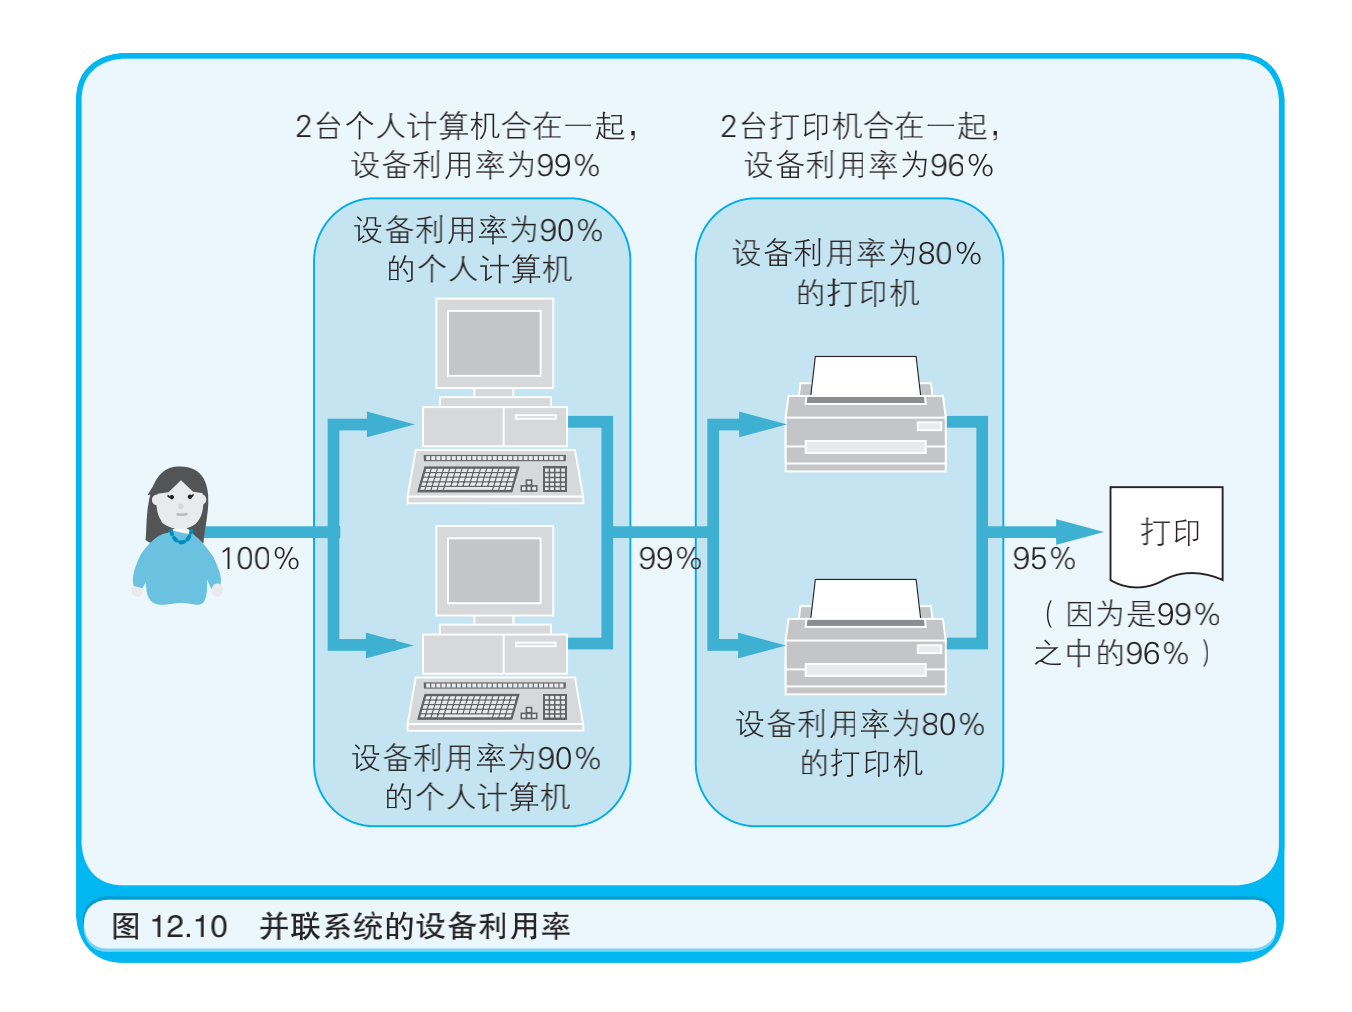 2台个人计算机合在一起，
设备利用率为99%
2台打印机合在一起，
设备利用率为96%
设备利用率为90%
的个人计算机
设备利用率为80%
的打印机
100%
99%
95%
打印
（因为是99%
之中的96%）
设备利用率为90%
的个人计算机
设备利用率为80%
的打印机
图 12.10 并联系统的设备利用率